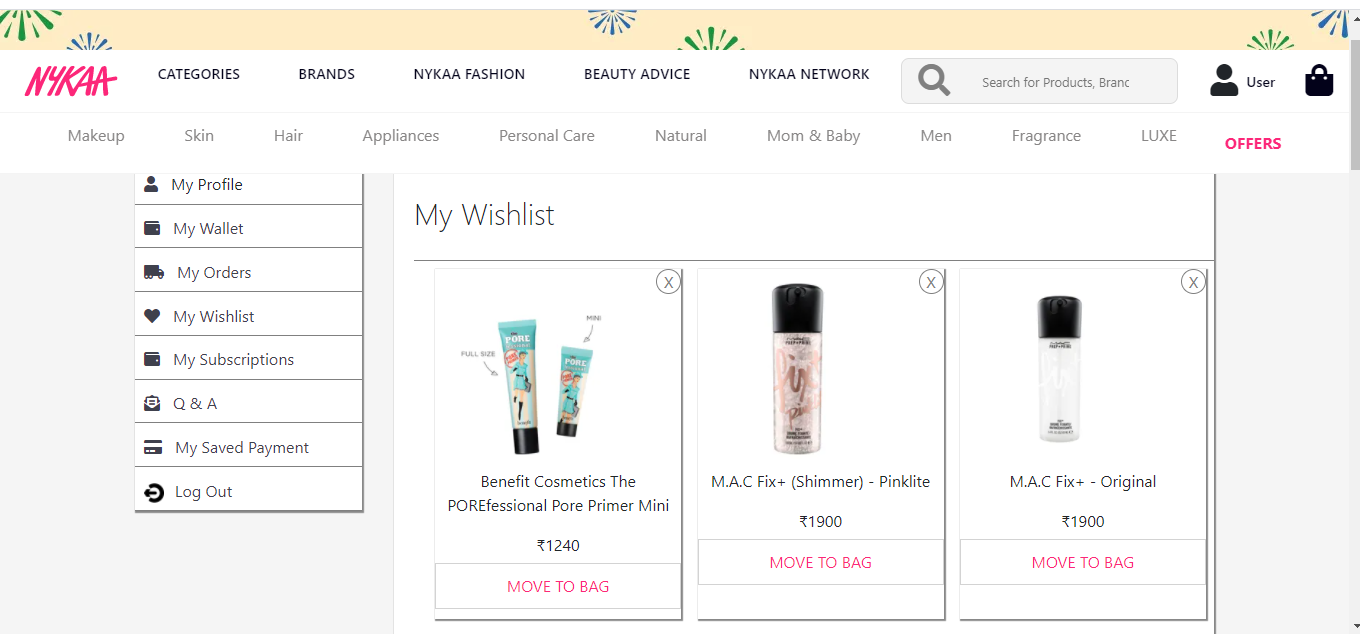 NYKAA
CATEGORIES
BRANDS
NYKAA FASHION
BEAUTY ADVICE
NYKAA NETWORK
Search for Products, Branc
User
Makeup
Skin
Hair
Appliances
Personal Care
Natural
Mom & Baby
Men
Fragrance
LUXE
OFFERS
My Profile
My Wallet
My Orders
My Wishlist
My Subscriptions
Q & A
My Saved Payment
Log Out
My Wishlist
X
FULL SIZE
MINI
PORE
PORE
Benefit Cosmetics The
POREfessional Pore Primer Mini
₹1240
MOVE TO BAG
X
M.A.C Fix+ (Shimmer) - Pinklite
₹1900
MOVE TO BAG
X
M.A.C Fix+ - Original
₹1900
MOVE TO BAG